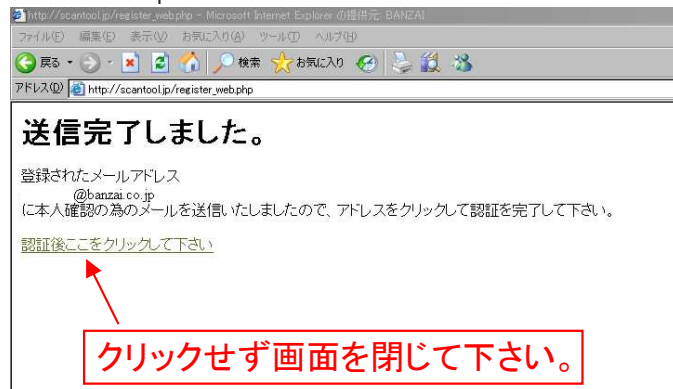 http://scantool.jp/register_web.php - Microsoft Internet Explorer の提供元: BANZAI
ファイル(F) 編集(E) 表示(V) お気に入り(A) ツール(T) ヘルプ(H)
戻る 検索 お気に入り
アドレス(D) http://scantool.jp/register_web.php
送信完了しました。
登録されたメールアドレス
@banzai.co.jp
に本人確認の為のメールを送信いたしましたので、アドレスをクリックして認証を完了して下さい。
認証後ここをクリックして下さい
クリックせず画面を閉じて下さい。